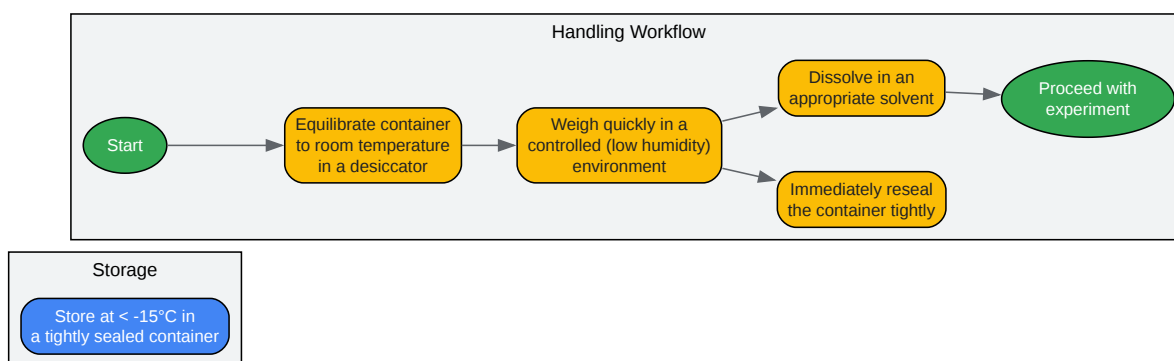 Handling Workflow
Start
Equilibrate container
to room temperature
in a desiccator
Weigh quickly in a
controlled (low humidity)
environment
Dissolve in an
appropriate solvent
Proceed with
experiment
Immediately reseal
the container tightly
Storage
Store at < -15°C in
a tightly sealed container